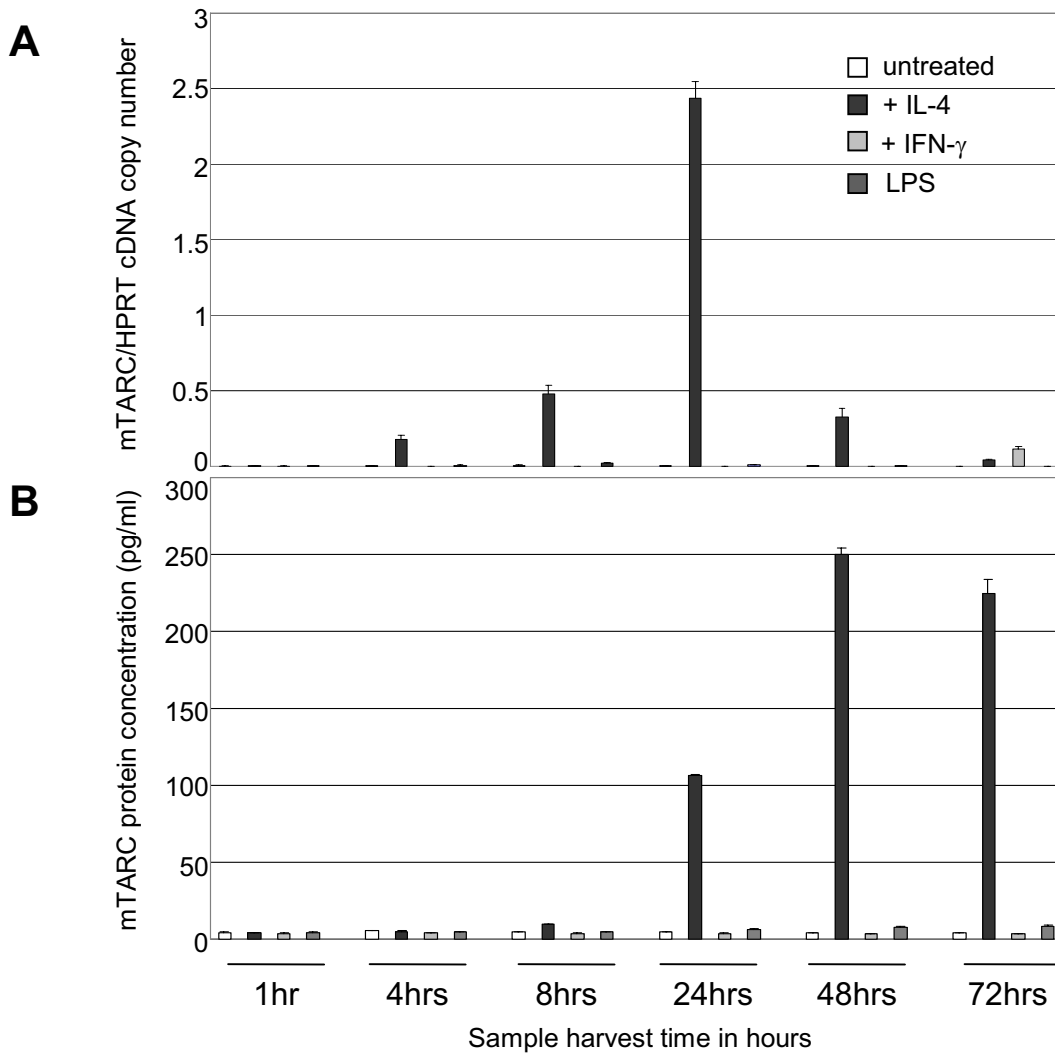 A
mTARC/HPRT cDNA copy number
3
2.5
2
1.5
1
0.5
0
untreated
+ IL-4
+ IFN-γ
LPS
B
mTARC protein concentration (pg/ml)
300
250
200
150
100
50
0
1hr 4hrs 8hrs 24hrs 48hrs 72hrs
Sample harvest time in hours